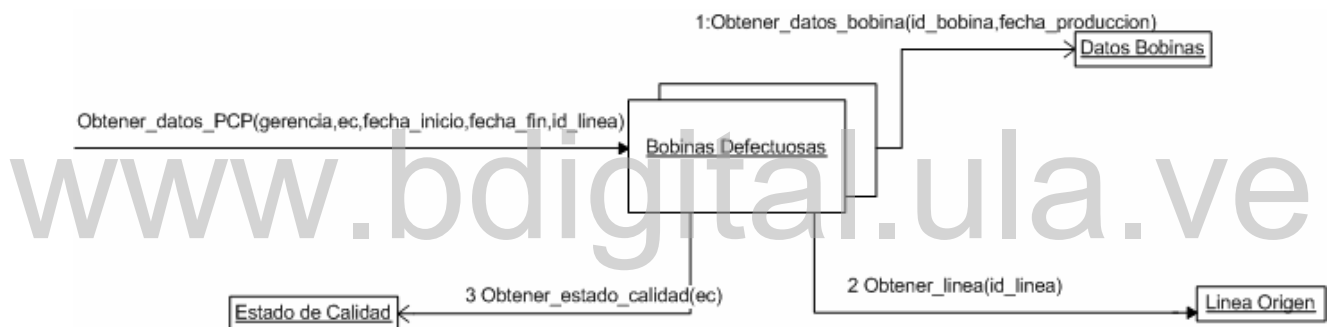 1:Obtener_datos_bobina(id_bobina,fecha_produccion)
Datos Bobinas
Obtener_datos_PCP(gerencia,ec,fecha_inicio,fecha_fin,id_linea)
Bobinas Defectuosas
www.bdigital.ula.ve
3 Obtener_estado_calidad(ec)
2 Obtener_linea(id_linea)
Estado de Calidad
Linea Origen